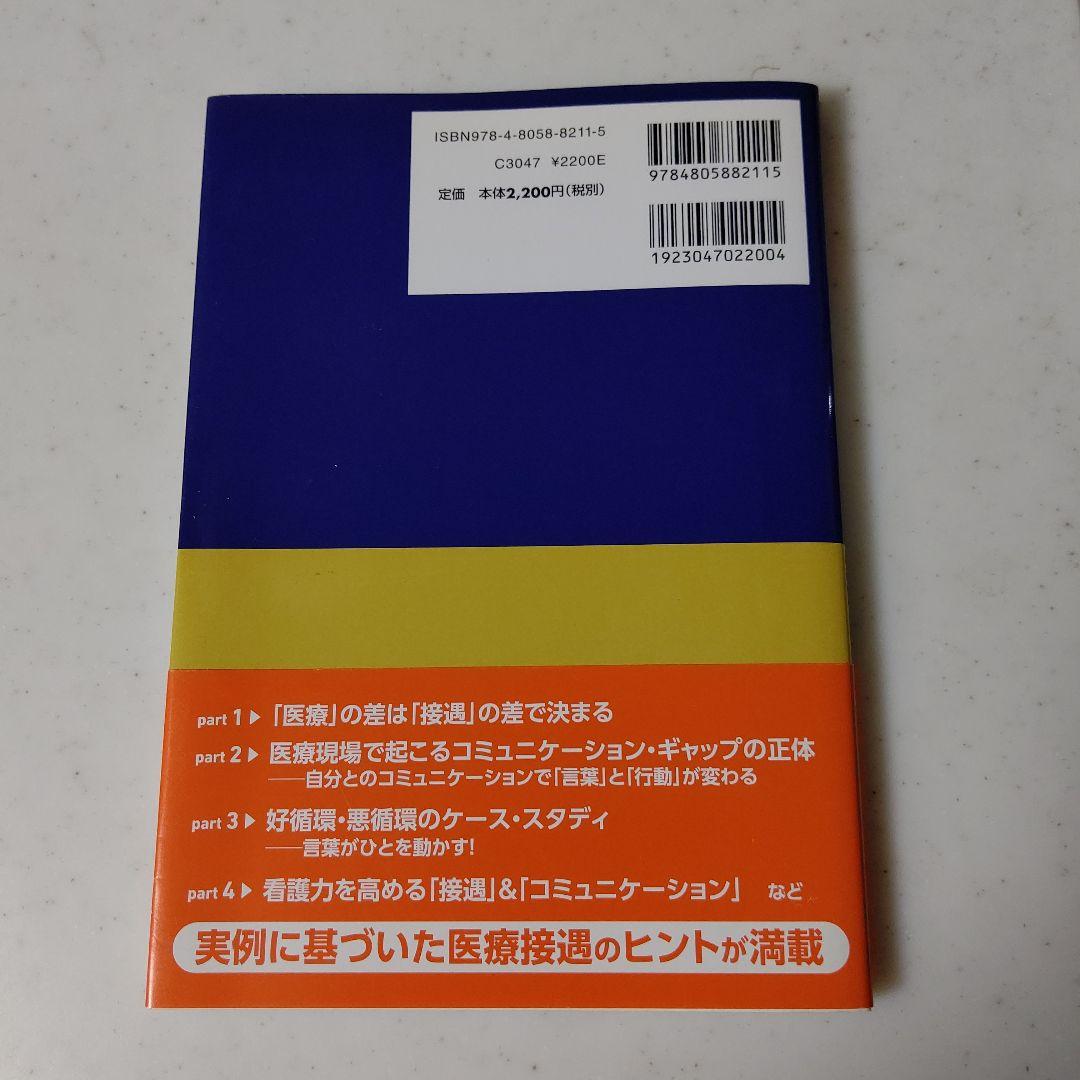 ISBN978-4-8058-8211-5
C3047 ¥2200E
定価 本体2,200円(税別)
9784805882115
1923047022004
part 1▶「医療」の差は「接遇」の差で決まる
part 2▶ 医療現場で起こるコミュニケーション・ギャップの正体
――自分とのコミュニケーションで「言葉」と「行動」が変わる
part 3▶ 好循環・悪循環のケース・スタディ
――言葉がひとを動かす!
part 4▶ 看護力を高める「接遇」&「コミュニケーション」 など
実例に基づいた医療接遇のヒントが満載